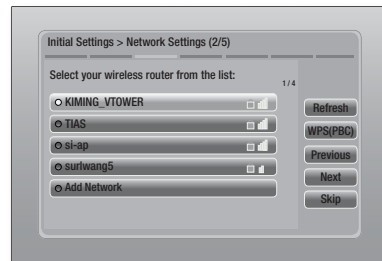 Initial Settings > Network Settings (2/5)
Select your wireless router from the list:
1/4
KIMING_VTOWER
TIAS
si-ap
surlwang5
Add Network
Refresh
WPS(PBC)
Previous
Next
Skip